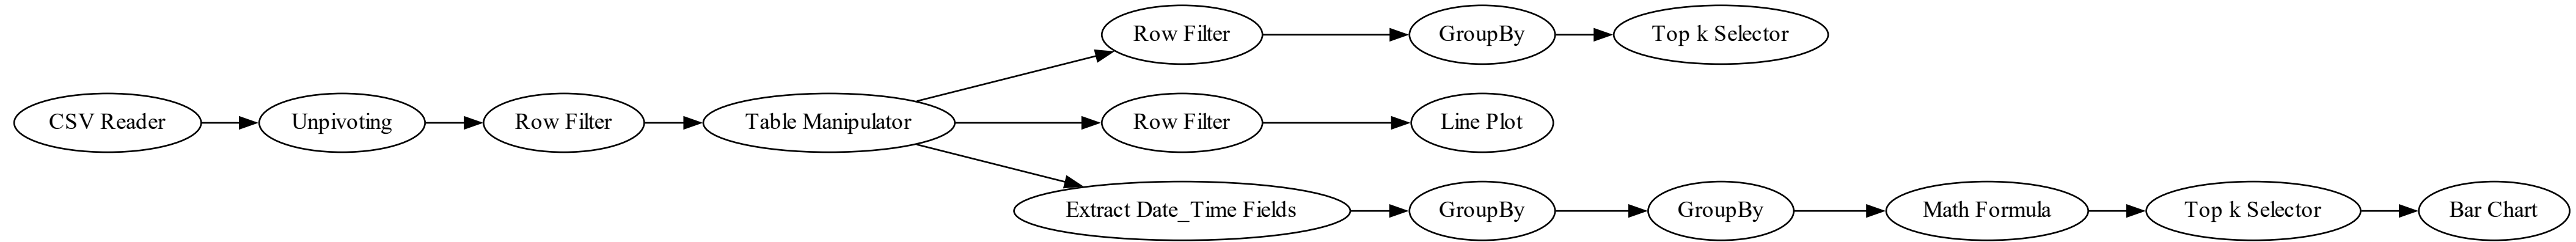 Row Filter
GroupBy
Top k Selector
CSV Reader
Unpivoting
Row Filter
Table Manipulator
Row Filter
Line Plot
Extract Date_Time Fields
GroupBy
GroupBy
Math Formula
Top k Selector
Bar Chart